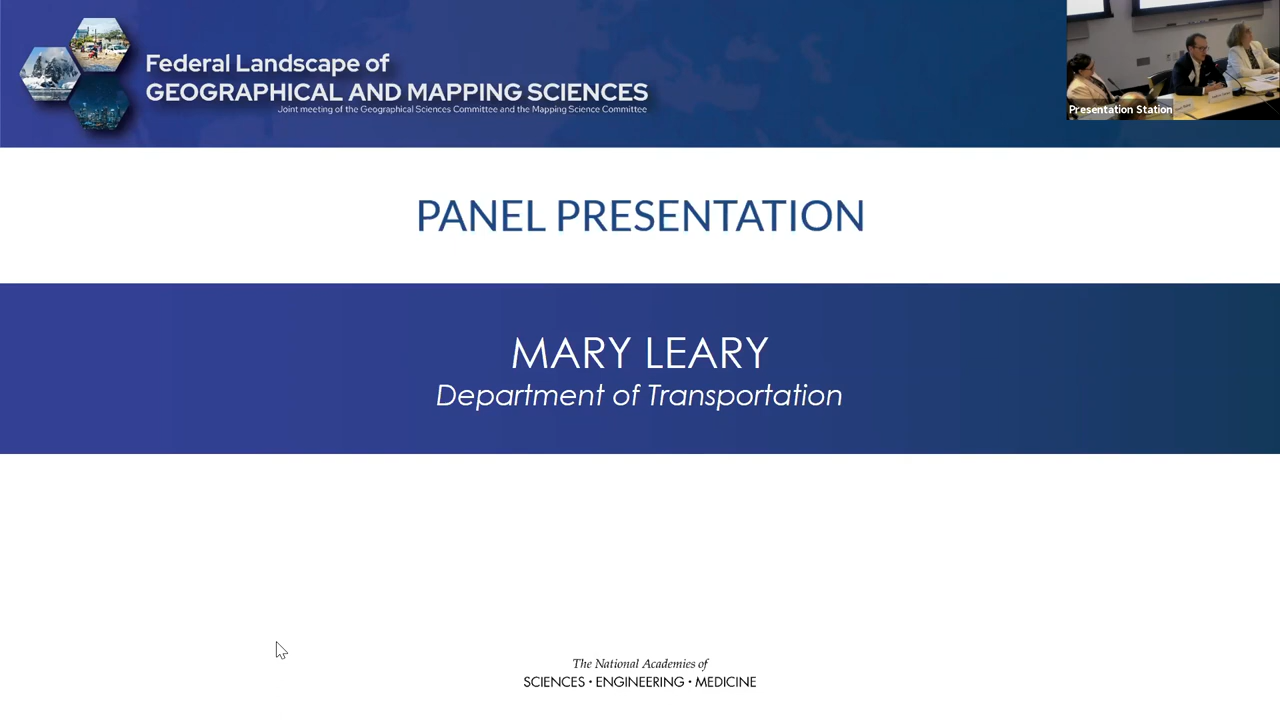 Federal Landscape of
GEOGRAPHICAL AND MAPPING SCIENCES
Joint meeting of the Geographical Sciences Committee and the Mapping Science Committee
Presentation Station
PANEL PRESENTATION
MARY LEARY
Department of Transportation
The National Academies of
SCIENCES • ENGINEERING • MEDICINE